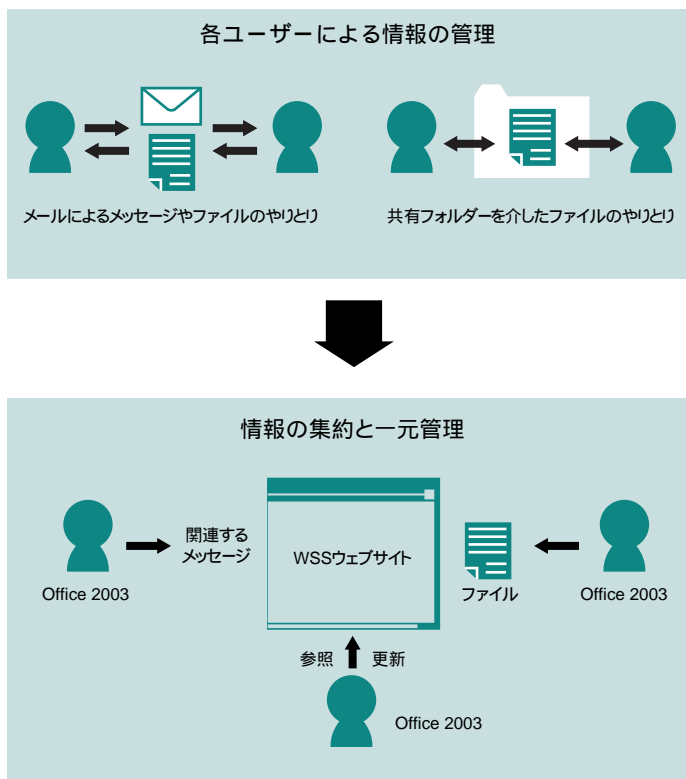 各ユーザーによる情報の管理
メールによるメッセージやファイルのやりとり
共有フォルダーを介したファイルのやりとり
情報の集約と一元管理
Office 2003
関連する
メッセージ
WSSウェブサイト
ファイル
Office 2003
参照
更新
Office 2003